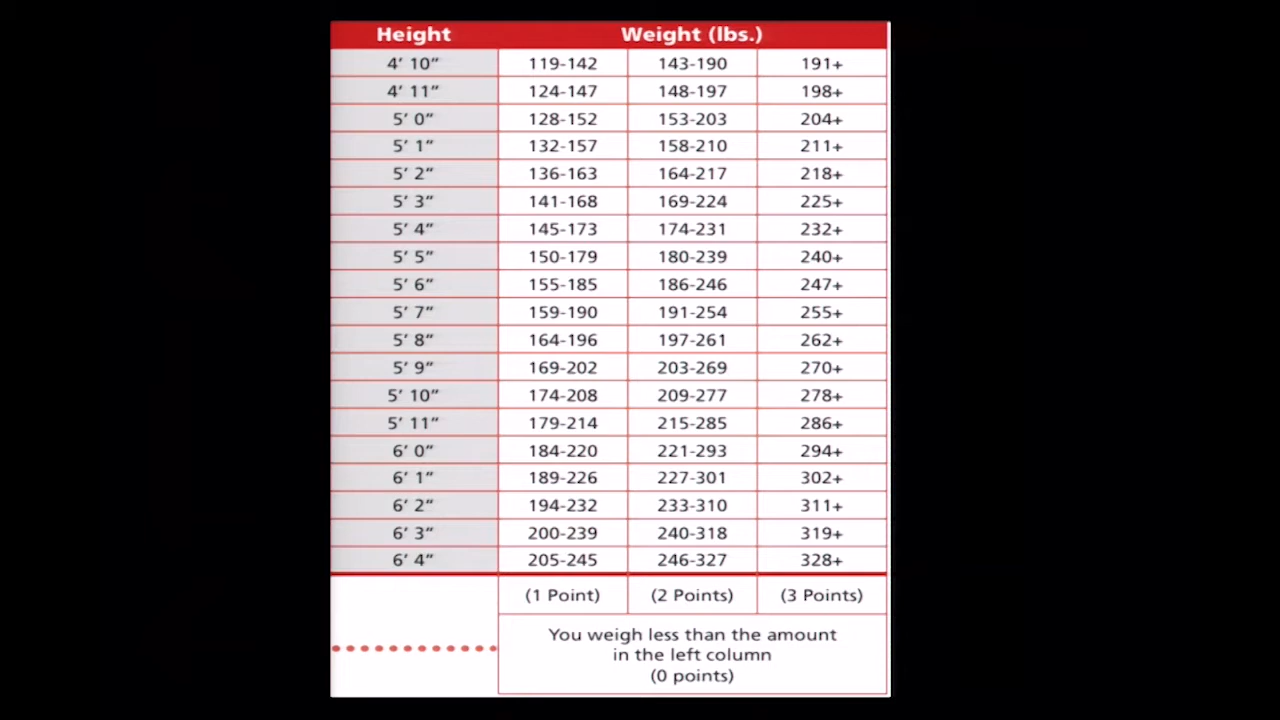 Height Weight (lbs.)
4' 10" 119-142 143-190 191+
4' 11" 124-147 148-197 198+
5' 0" 128-152 153-203 204+
5' 1" 132-157 158-210 211+
5' 2" 136-163 164-217 218+
5' 3" 141-168 169-224 225+
5' 4" 145-173 174-231 232+
5' 5" 150-179 180-239 240+
5' 6" 155-185 186-246 247+
5' 7" 159-190 191-254 255+
5' 8" 164-196 197-261 262+
5' 9" 169-202 203-269 270+
5' 10" 174-208 209-277 278+
5' 11" 179-214 215-285 286+
6' 0" 184-220 221-293 294+
6' 1" 189-226 227-301 302+
6' 2" 194-232 233-310 311+
6' 3" 200-239 240-318 319+
6' 4" 205-245 246-327 328+
(1 Point) (2 Points) (3 Points)
You weigh less than the amount
in the left column
(0 points)